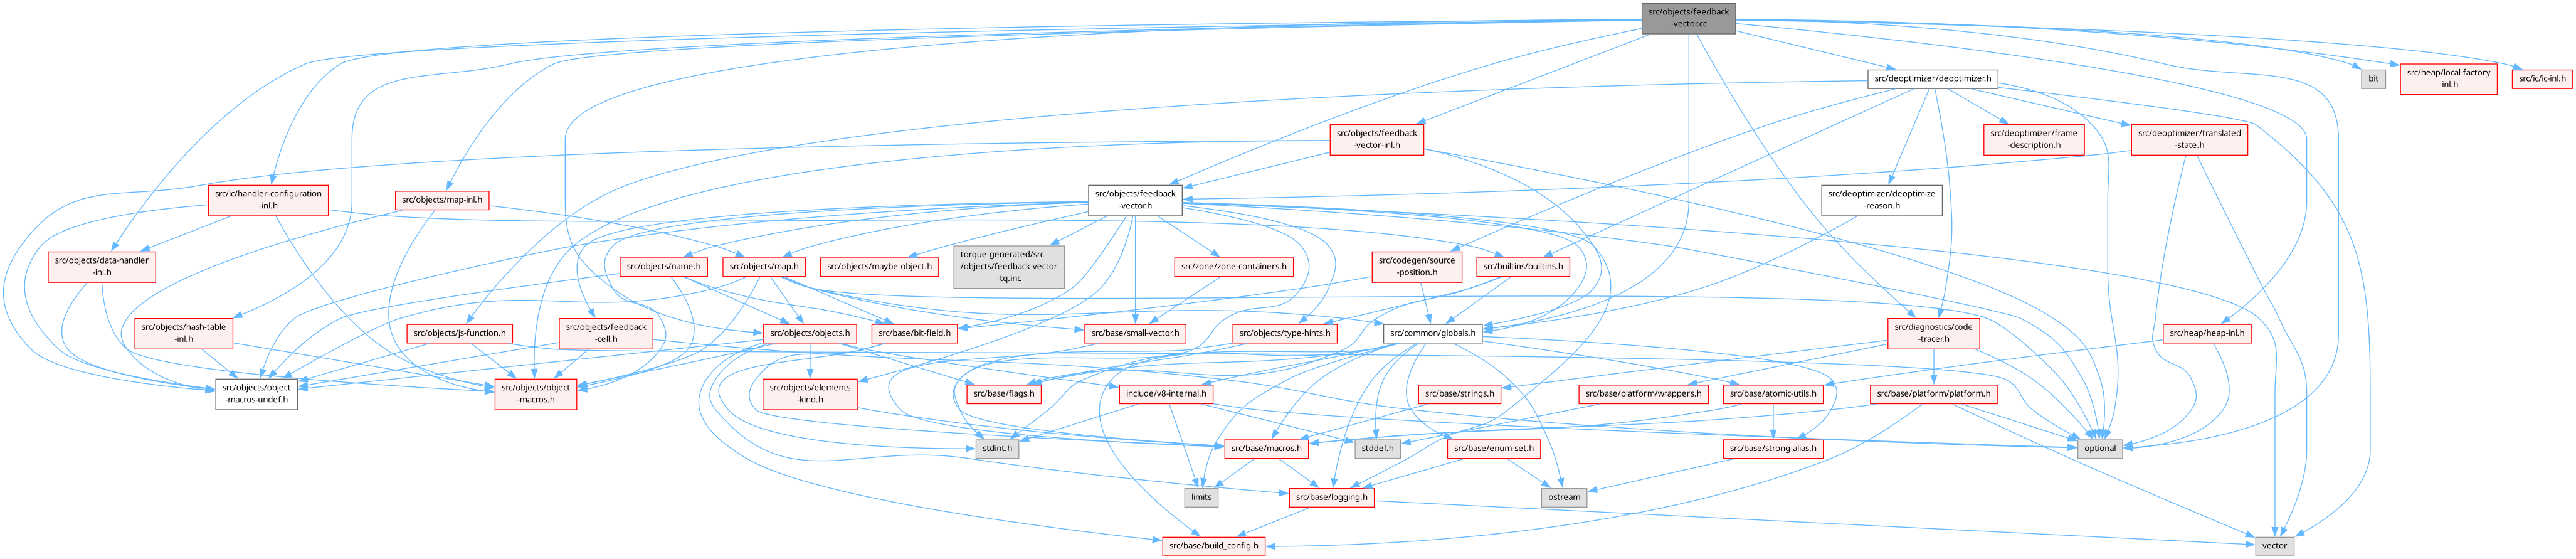 src/objects/feedback
-vector.cc
src/deoptimizer/deoptimizer.h
bit
src/heap/local-factory
-inl.h
src/ic/ic-inl.h
src/objects/feedback
-vector-inl.h
src/deoptimizer/frame
-description.h
src/deoptimizer/translated
-state.h
src/ic/handler-configuration
-inl.h
src/objects/map-inl.h
src/objects/feedback
-vector.h
src/deoptimizer/deoptimize
-reason.h
src/objects/data-handler
-inl.h
src/objects/name.h
src/objects/map.h
src/objects/maybe-object.h
torque-generated/src
/objects/feedback-vector
-tq.inc
src/zone/zone-containers.h
src/codegen/source
-position.h
src/builtins/builtins.h
src/objects/hash-table
-inl.h
src/objects/js-function.h
src/objects/feedback
-cell.h
src/objects/objects.h
src/base/bit-field.h
src/base/small-vector.h
src/objects/type-hints.h
src/common/globals.h
src/diagnostics/code
-tracer.h
src/heap/heap-inl.h
src/objects/object
-macros-undef.h
src/objects/object
-macros.h
src/objects/elements
-kind.h
src/base/flags.h
include/v8-internal.h
src/base/strings.h
src/base/platform/wrappers.h
src/base/atomic-utils.h
src/base/platform/platform.h
stdint.h
src/base/macros.h
stddef.h
src/base/enum-set.h
src/base/strong-alias.h
optional
limits
src/base/logging.h
ostream
src/base/build_config.h
vector